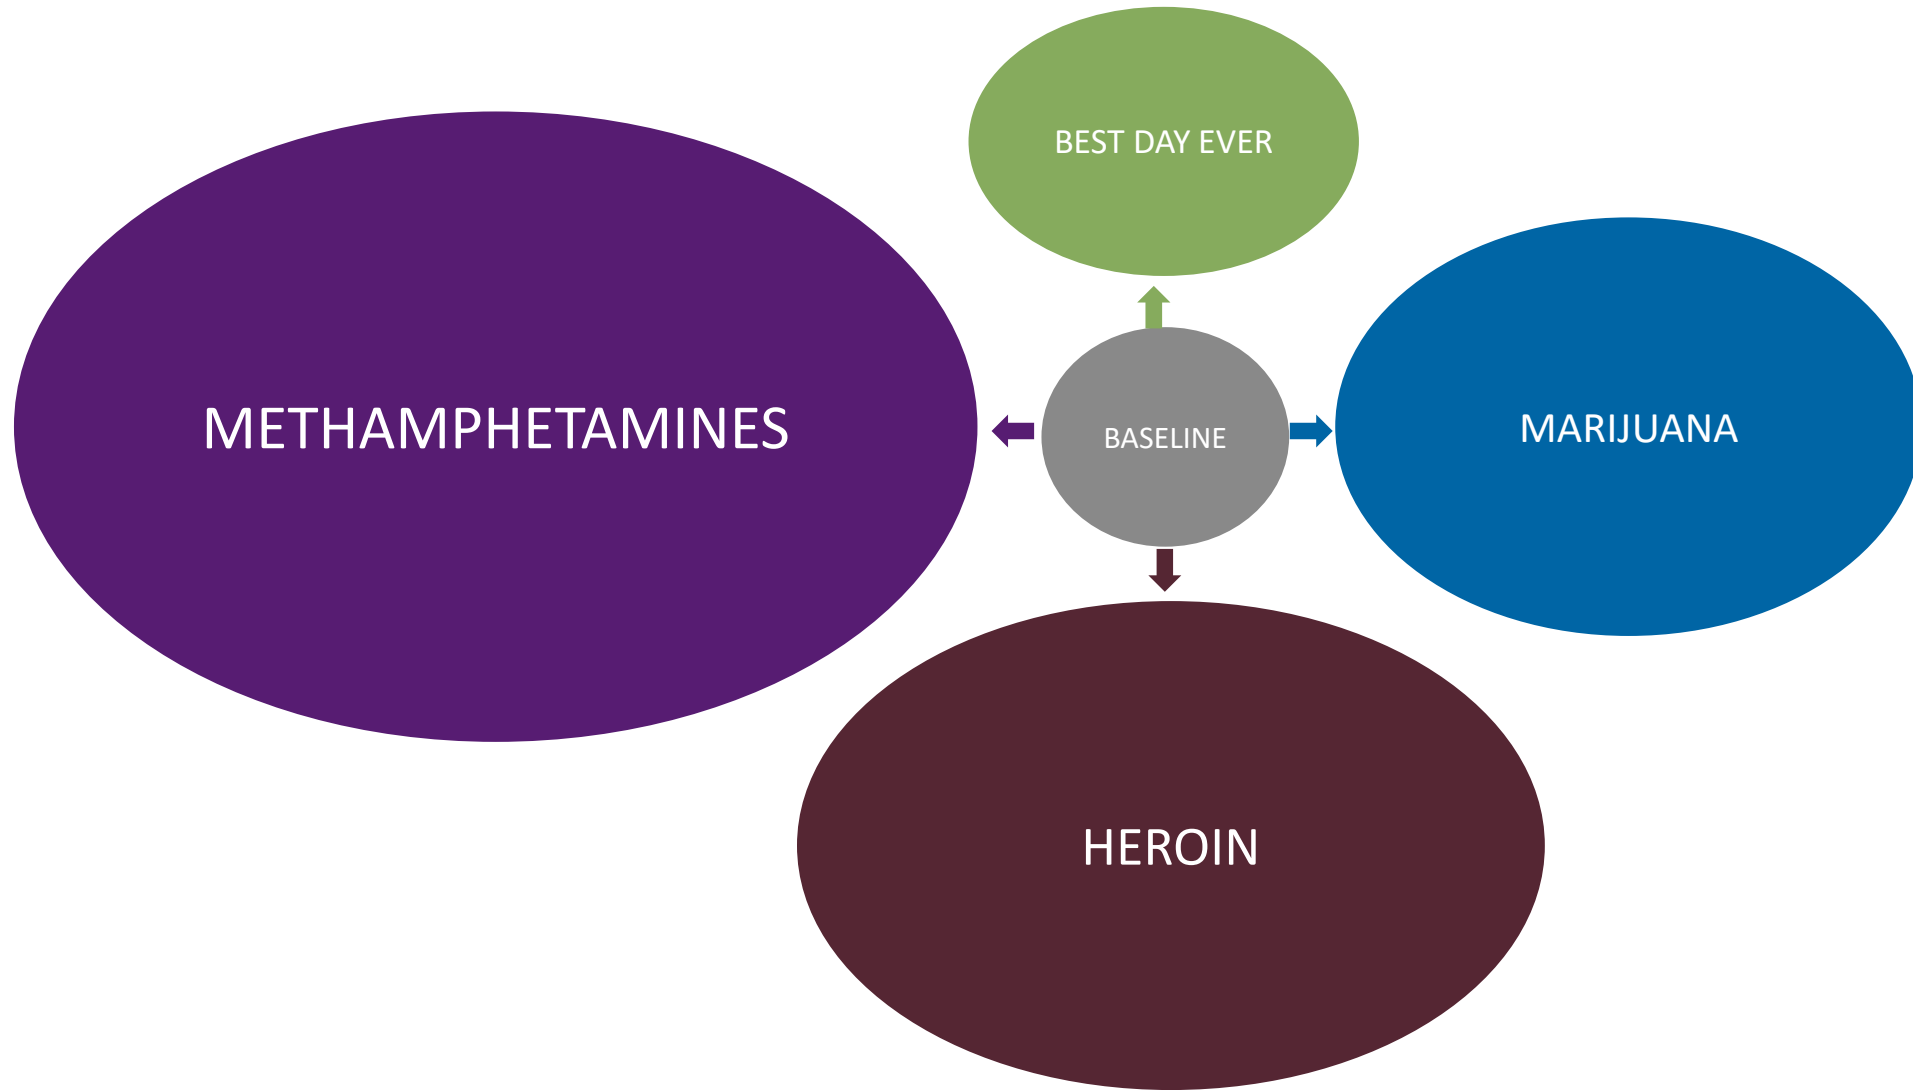 BEST DAY EVER
METHAMPHETAMINES
BASELINE
MARIJUANA
HEROIN